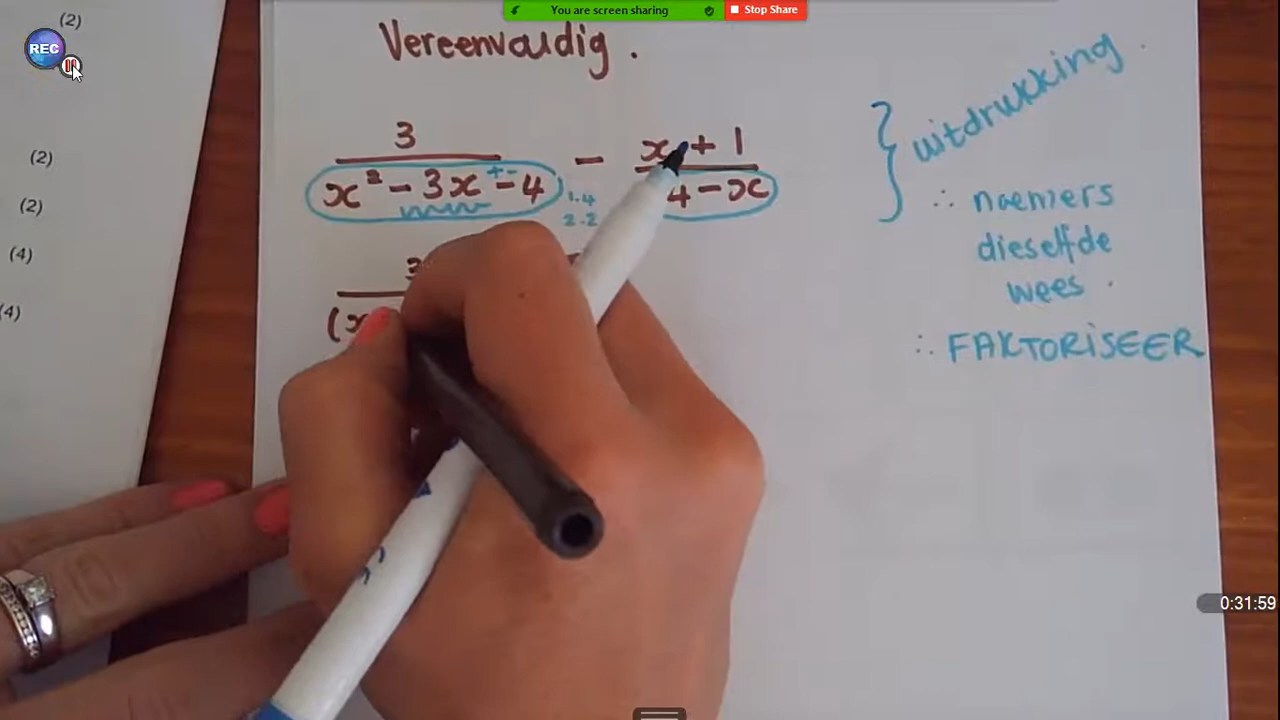 You are screen sharing
Stop Share
REC
(2)
(2)
(2)
(4)
(4)
Vereenvoudig.
3
x² - 3x - 4
+-
1.4
2.2
-
x + 1
4 - x
(x
uitdrukking
∴ noemers
dieselfde
wees.
∴ FAKTORISEER
0:31:59